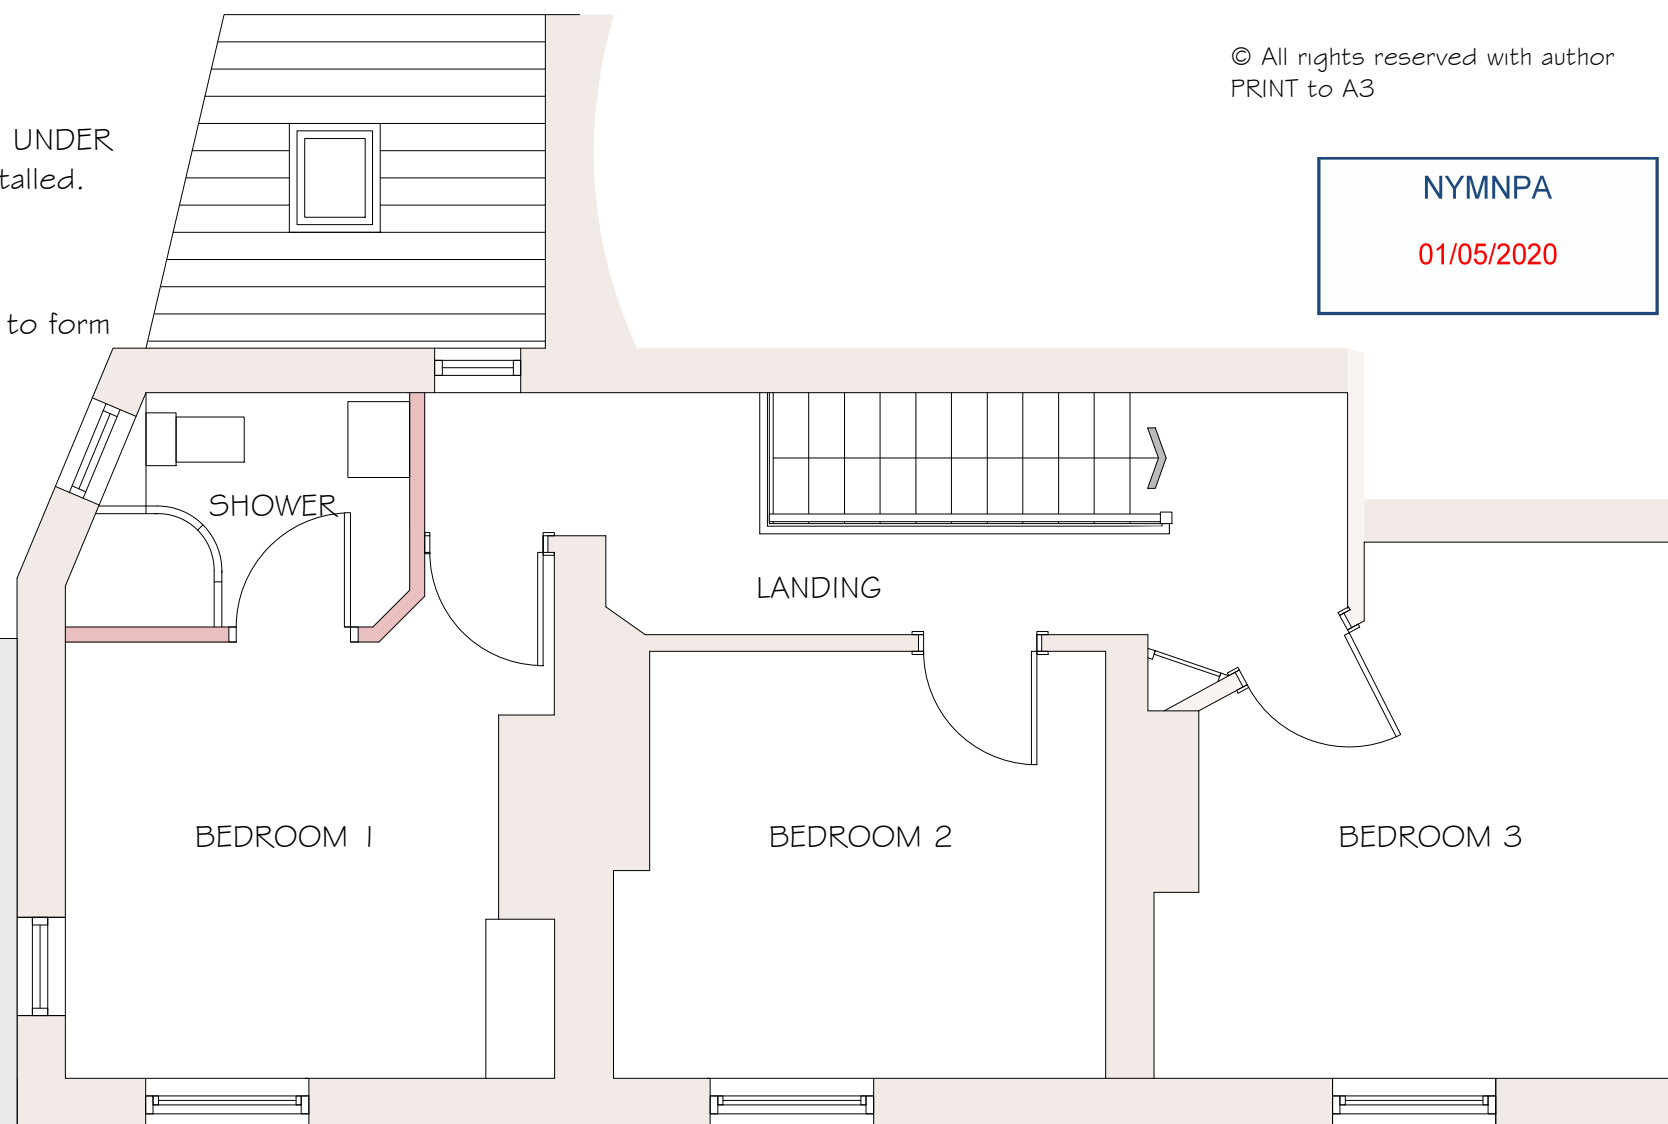 © All rights reserved with author
PRINT to A3
UNDER
talled.
NYMNPA
01/05/2020
to form
SHOWER
LANDING
BEDROOM 1
BEDROOM 2
BEDROOM 3